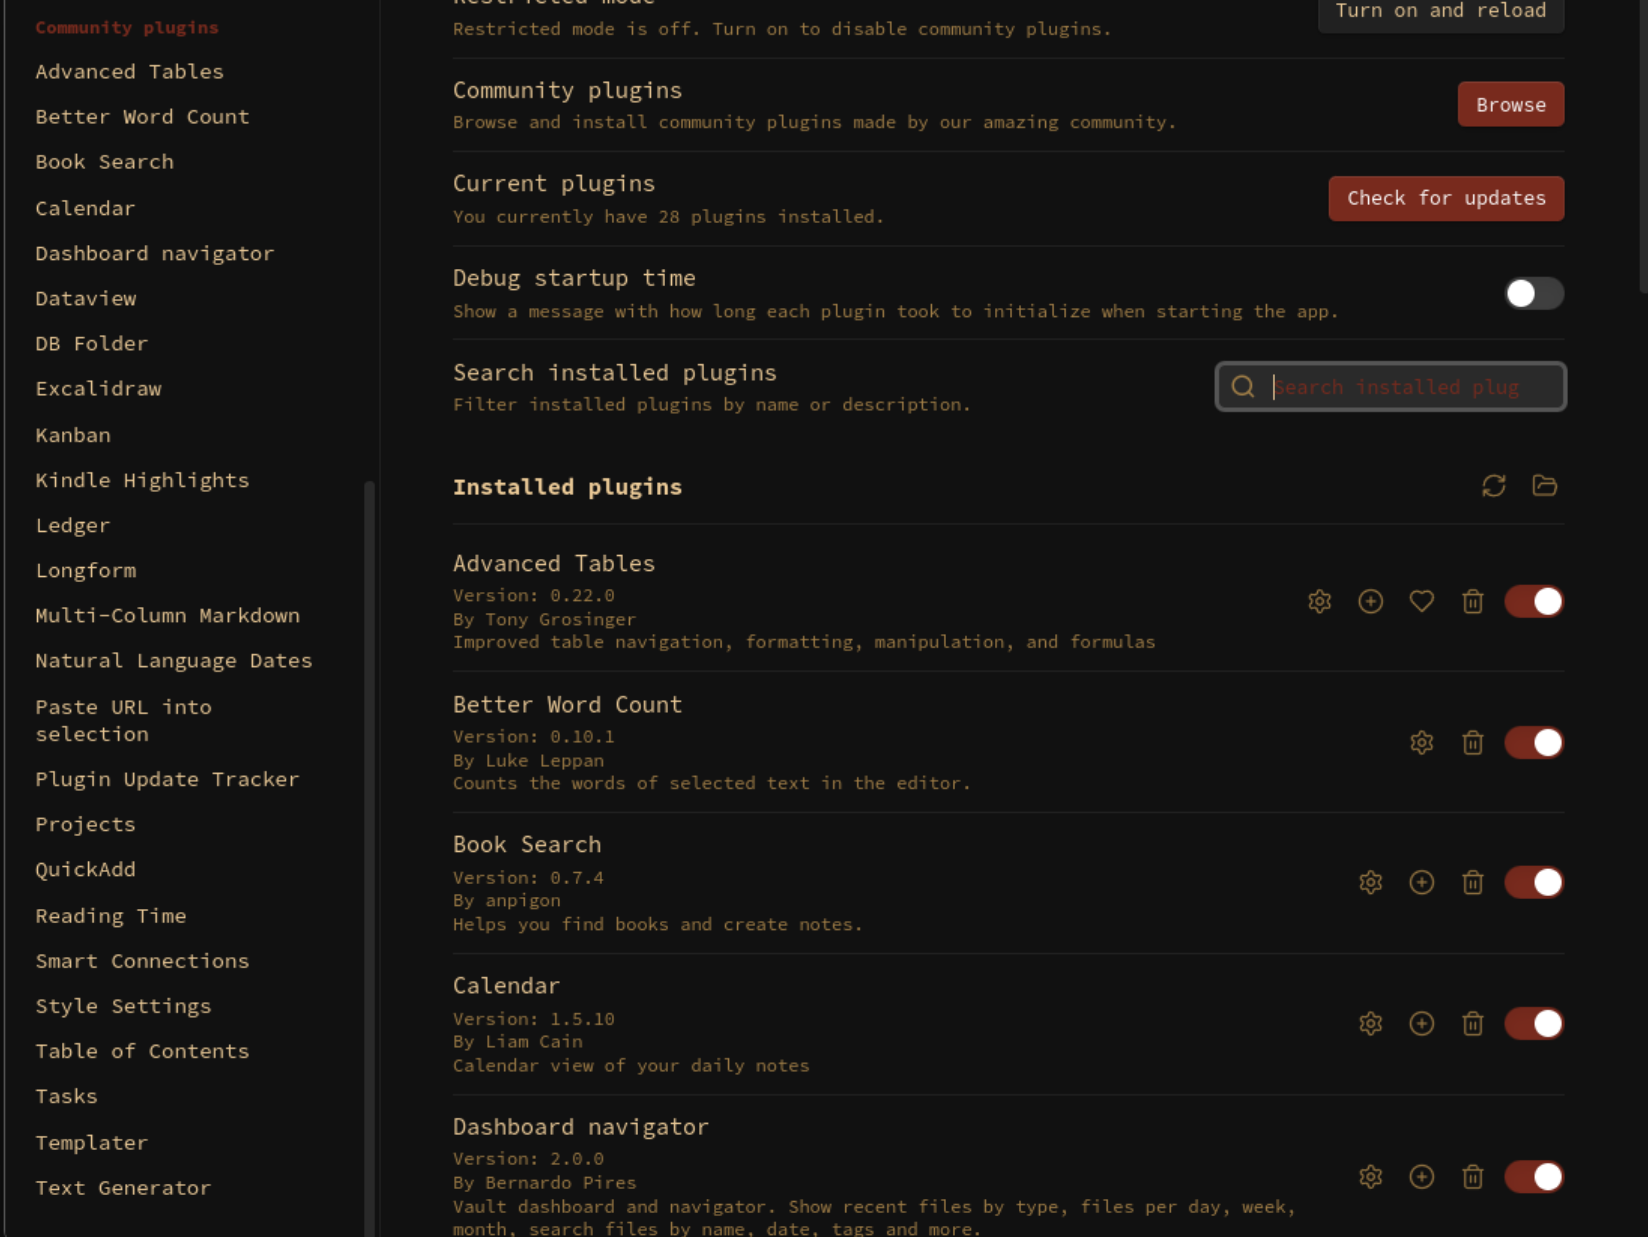 Community plugins
Advanced Tables
Better Word Count
Book Search
Calendar
Dashboard navigator
Dataview
DB Folder
Excalidraw
Kanban
Kindle Highlights
Ledger
Longform
Multi-Column Markdown
Natural Language Dates
Paste URL into
selection
Plugin Update Tracker
Projects
QuickAdd
Reading Time
Smart Connections
Style Settings
Table of Contents
Tasks
Templater
Text Generator
Restricted mode
Restricted mode is off. Turn on to disable community plugins.
Turn on and reload
Community plugins
Browse and install community plugins made by our amazing community.
Browse
Current plugins
You currently have 28 plugins installed.
Check for updates
Debug startup time
Show a message with how long each plugin took to initialize when starting the app.
Search installed plugins
Filter installed plugins by name or description.
Search installed plug
Installed plugins
Advanced Tables
Version: 0.22.0
By Tony Grosinger
Improved table navigation, formatting, manipulation, and formulas
Better Word Count
Version: 0.10.1
By Luke Leppan
Counts the words of selected text in the editor.
Book Search
Version: 0.7.4
By anpigon
Helps you find books and create notes.
Calendar
Version: 1.5.10
By Liam Cain
Calendar view of your daily notes
Dashboard navigator
Version: 2.0.0
By Bernardo Pires
Vault dashboard and navigator. Show recent files by type, files per day, week,
month, search files by name, date, tags and more.